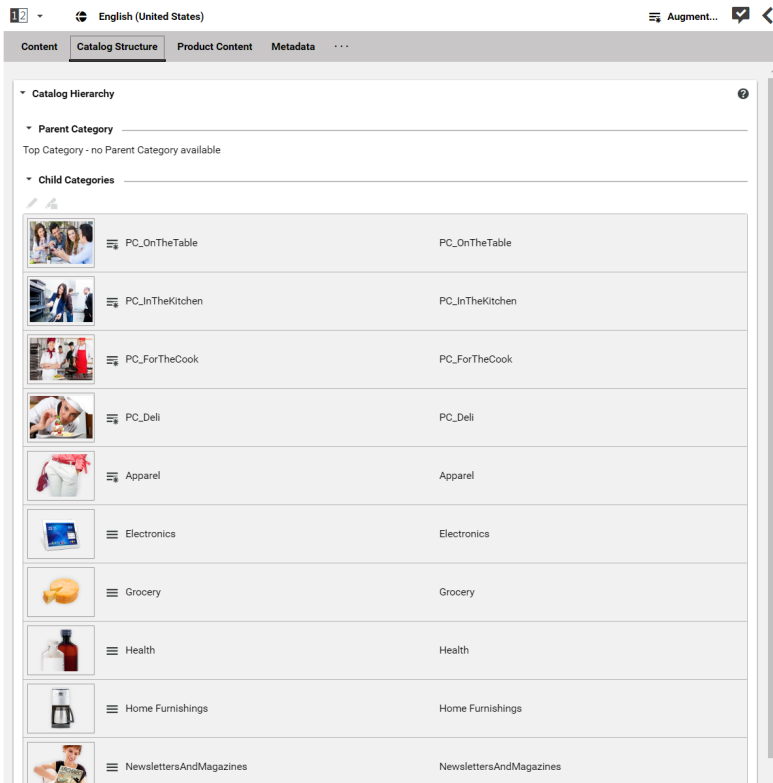 12 English (United States) Augment...
Content Catalog Structure Product Content Metadata ...
Catalog Hierarchy
Parent Category
Top Category - no Parent Category available
Child Categories
PC_OnTheTable PC_OnTheTable
PC_InTheKitchen PC_InTheKitchen
PC_ForTheCook PC_ForTheCook
PC_Deli PC_Deli
Apparel Apparel
Electronics Electronics
Grocery Grocery
Health Health
Home Furnishings Home Furnishings
NewslettersAndMagazines NewslettersAndMagazines